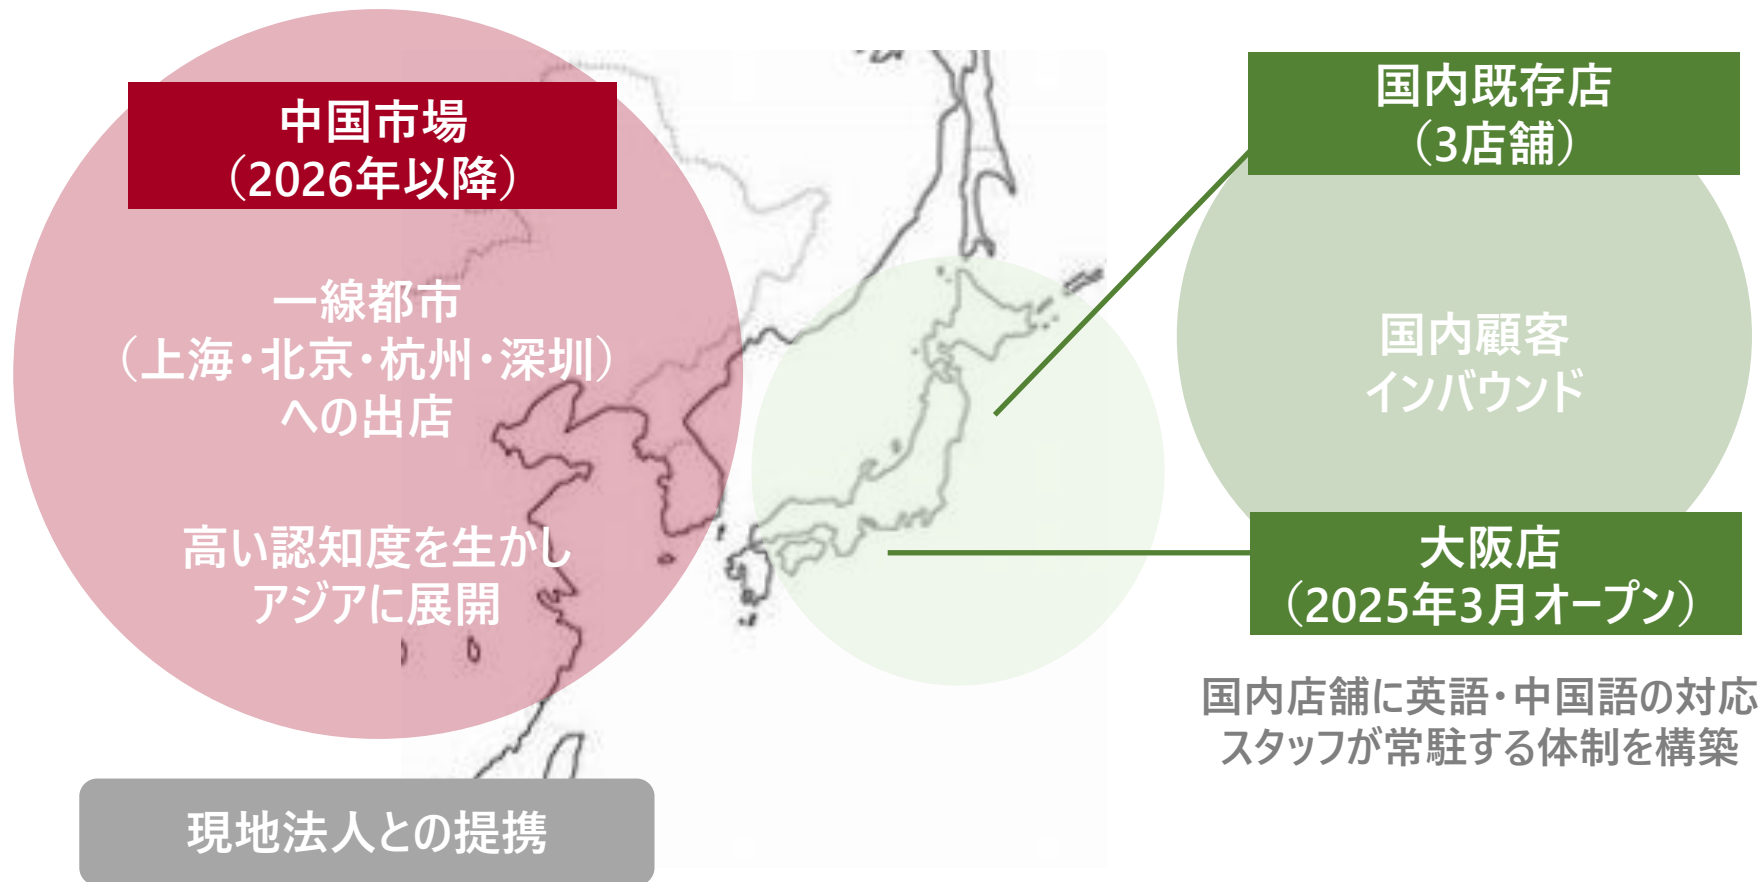 中国市場
（2026年以降）
一線都市
（上海・北京・杭州・深圳）
への出店
高い認知度を生かし
アジアに展開
現地法人との提携
国内既存店
（3店舗）
国内顧客
インバウンド
大阪店
（2025年3月オープン）
国内店舗に英語・中国語の対応
スタッフが常駐する体制を構築